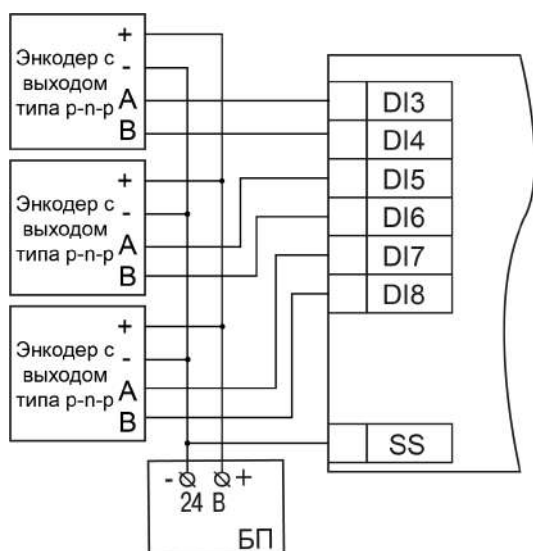 +
Энкодер с
выходом
типа p-n-p
-
A
B
+
Энкодер с
выходом
типа p-n-p
-
A
B
+
Энкодер с
выходом
типа p-n-p
-
A
B
DI3
DI4
DI5
DI6
DI7
DI8
SS
- +
24 В
БП